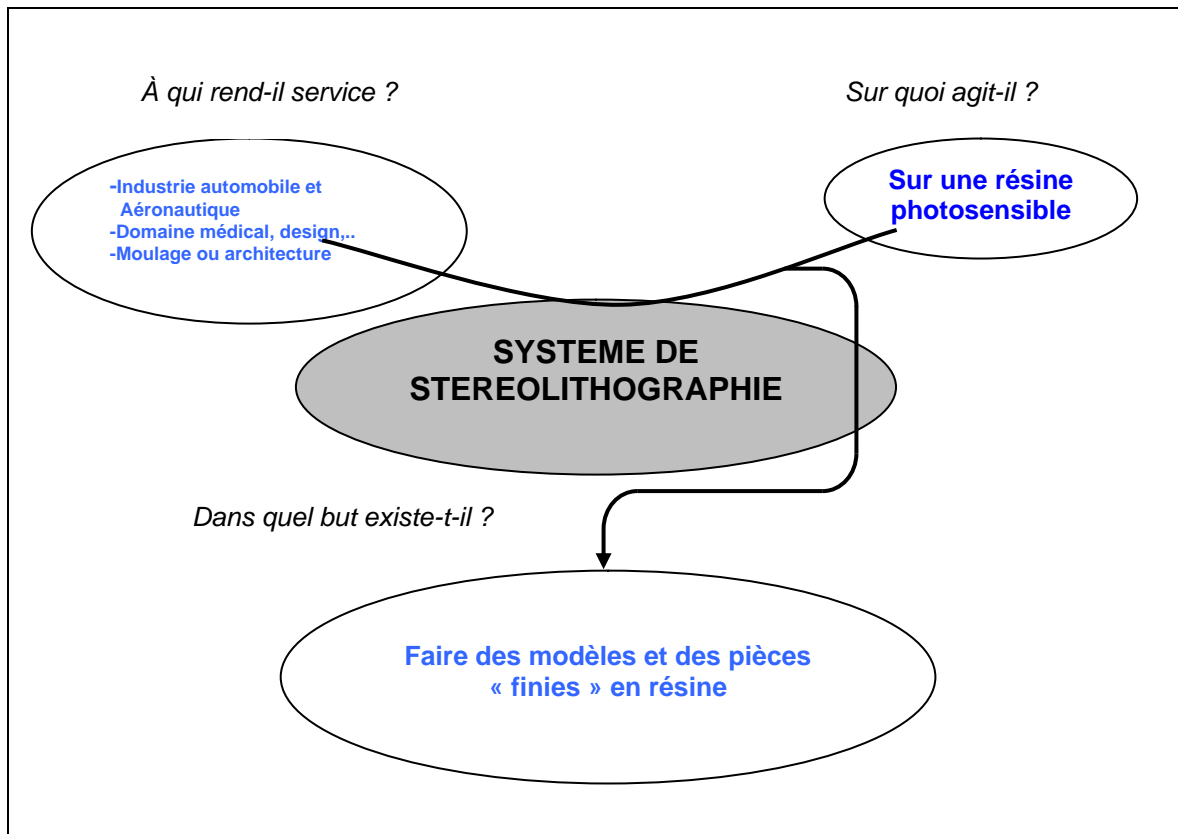 À qui rend-il service ?
Sur quoi agit-il ?
-Industrie automobile et
Aéronautique
-Domaine médical, design,..
-Moulage ou architecture
Sur une résine
photosensible
SYSTEME DE
STEREOLITHOGRAPHIE
Dans quel but existe-t-il ?
Faire des modèles et des pièces
« finies » en résine